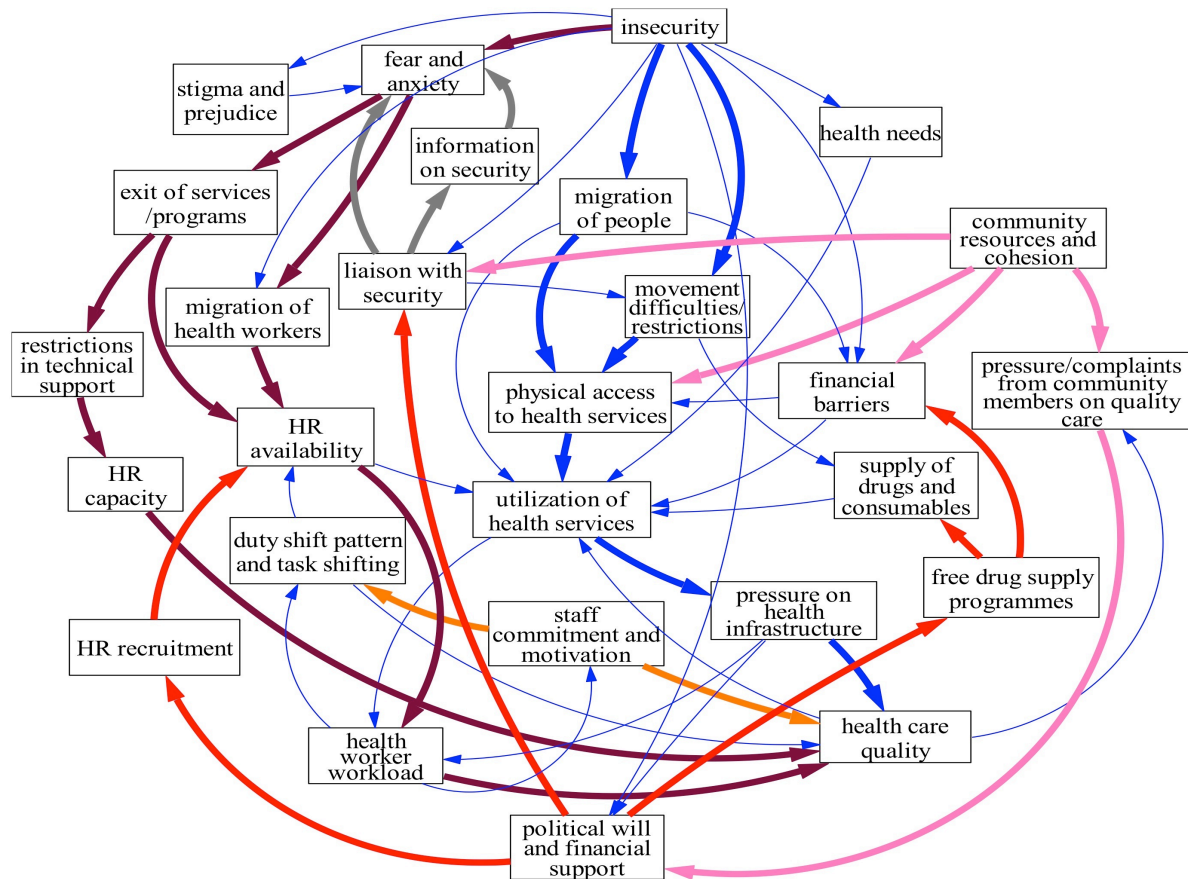 insecurity
fear and
anxiety
stigma and
prejudice
health needs
information
on security
exit of services
/programs
migration
of people
community
resources and
cohesion
liaison with
security
movement
difficulties/
restrictions
migration of
health workers
restrictions
in technical
support
physical access
to health services
financial
barriers
pressure/complaints
from community
members on quality
care
HR
availability
HR
capacity
utilization of
health services
supply of
drugs and
consumables
duty shift pattern
and task shifting
free drug supply
programmes
pressure on
health
infrastructure
staff
commitment and
motivation
HR recruitment
health care
quality
health
worker
workload
political will
and financial
support